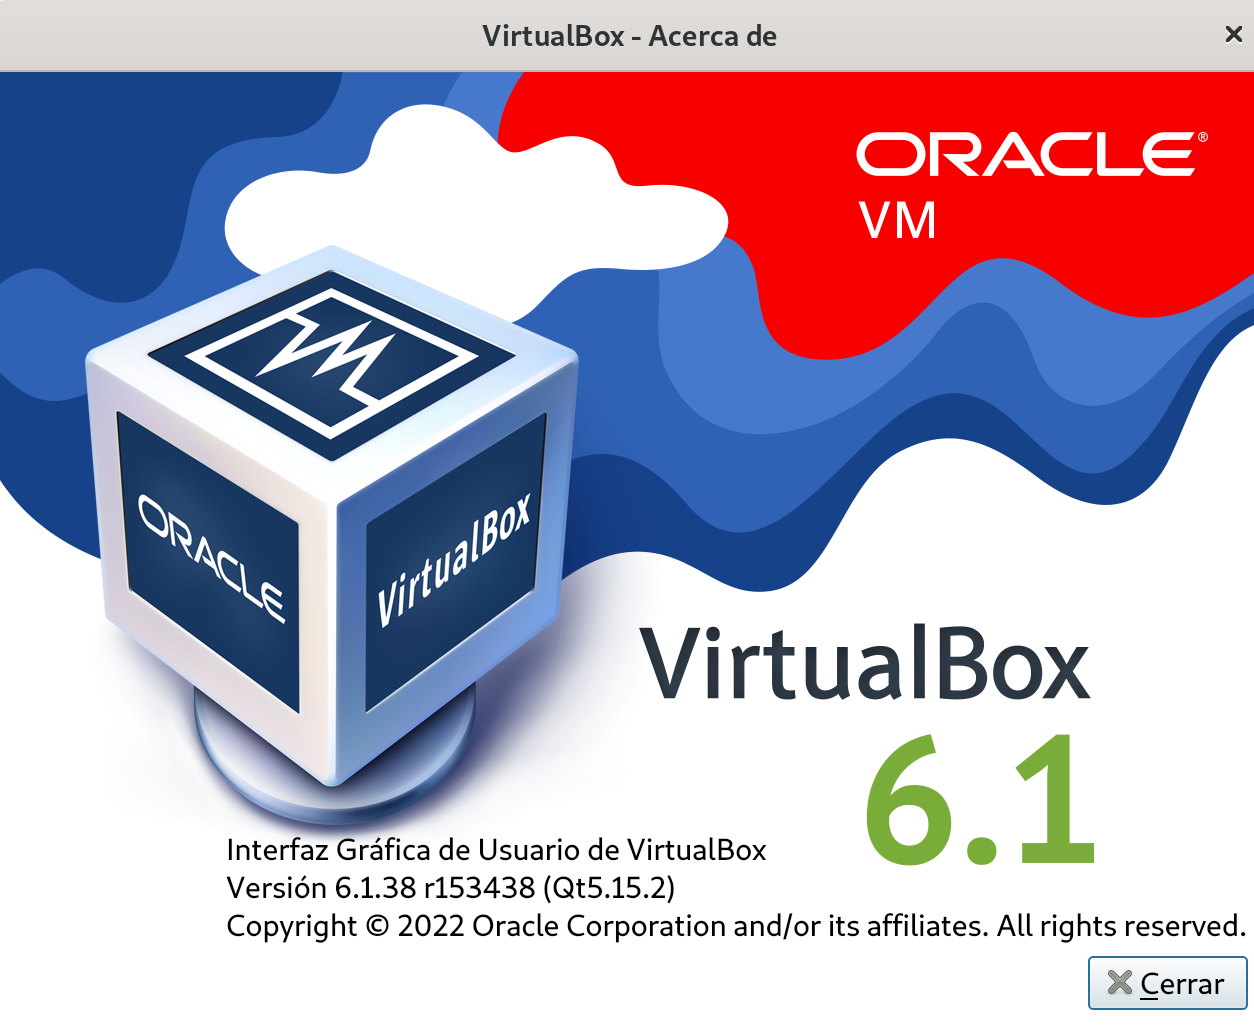 VirtualBox - Acerca de
ORACLE®
VM
ORACLE
VirtualBox
VirtualBox
6.1
Interfaz Gráfica de Usuario de VirtualBox
Versión 6.1.38 r153438 (Qt5.15.2)
Copyright © 2022 Oracle Corporation and/or its affiliates. All rights reserved.
Cerrar